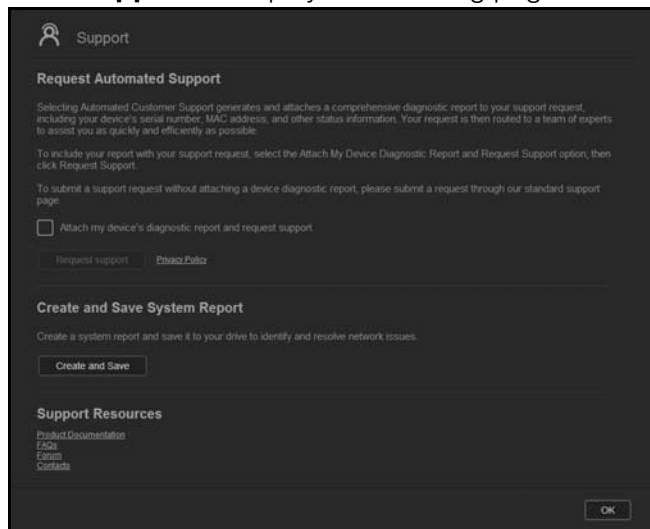 Support
Request Automated Support
Selecting Automated Customer Support generates and attaches a comprehensive diagnostic report to your support request,
including your device's serial number, MAC address, and other status information. Your request is then routed to a team of experts
to assist you as quickly and efficiently as possible.
To include your report with your support request, select the Attach My Device Diagnostic Report and Request Support option, then
click Request Support.
To submit a support request without attaching a device diagnostic report, please submit a request through our standard support
page.
Attach my device's diagnostic report and request support
Request support Privacy Policy
Create and Save System Report
Create a system report and save it to your drive to identify and resolve network issues.
Create and Save
Support Resources
Product Documentation
FAQs
Forum
Contacts
OK